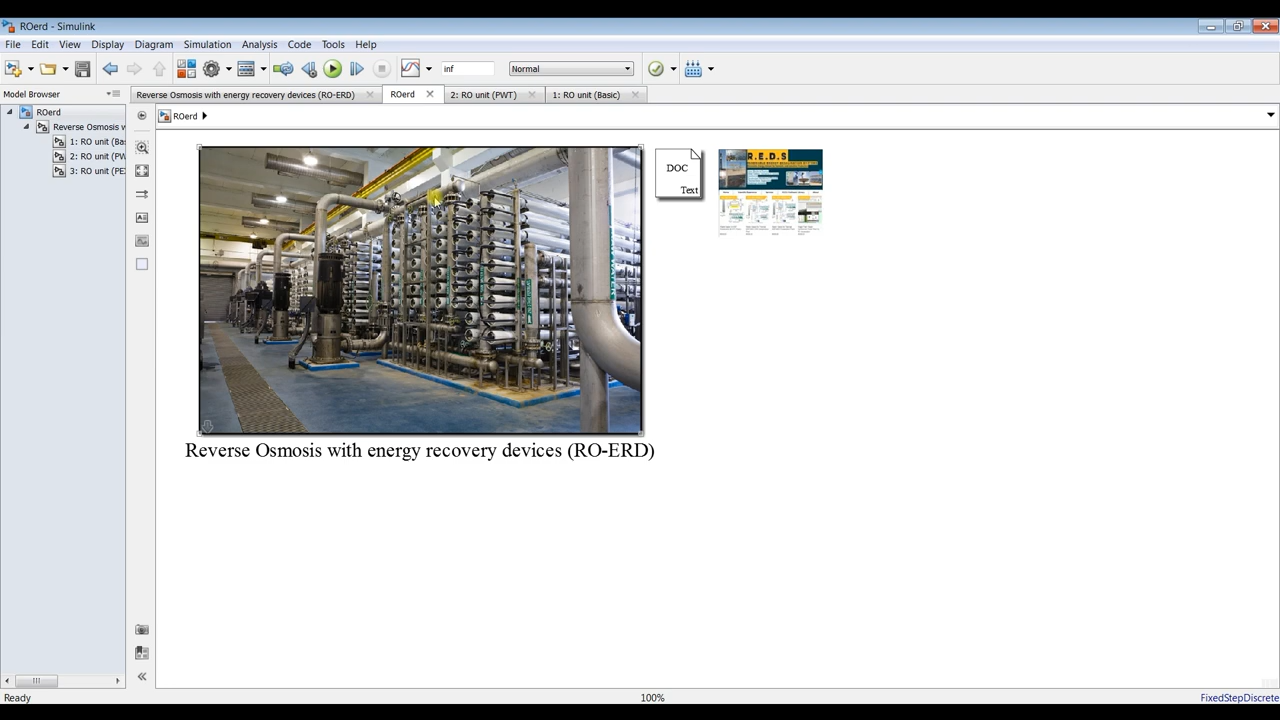 ROerd - Simulink
File Edit View Display Diagram Simulation Analysis Code Tools Help
inf Normal
Model Browser
Reverse Osmosis with energy recovery devices (RO-ERD) ROerd 2: RO unit (PWT) 1: RO unit (Basic)
ROerd
ROerd
Reverse Osmosis w
1: RO unit (Ba
2: RO unit (PW
RO unit (PE
DOC
Text
R.E.D.S
Reverse Osmosis with energy recovery devices (RO-ERD)
Ready 100% FixedStepDiscrete